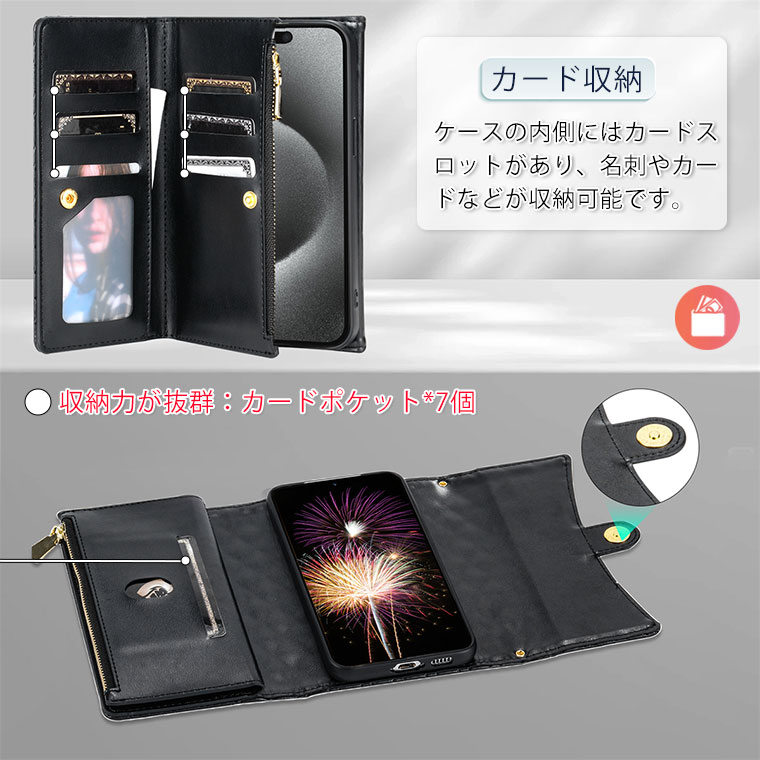 カード収納
ケースの内側にはカードス
ロットがあり、名刺やカー
ドなどが収納可能です。
収納力が抜群：カードポケット*7個